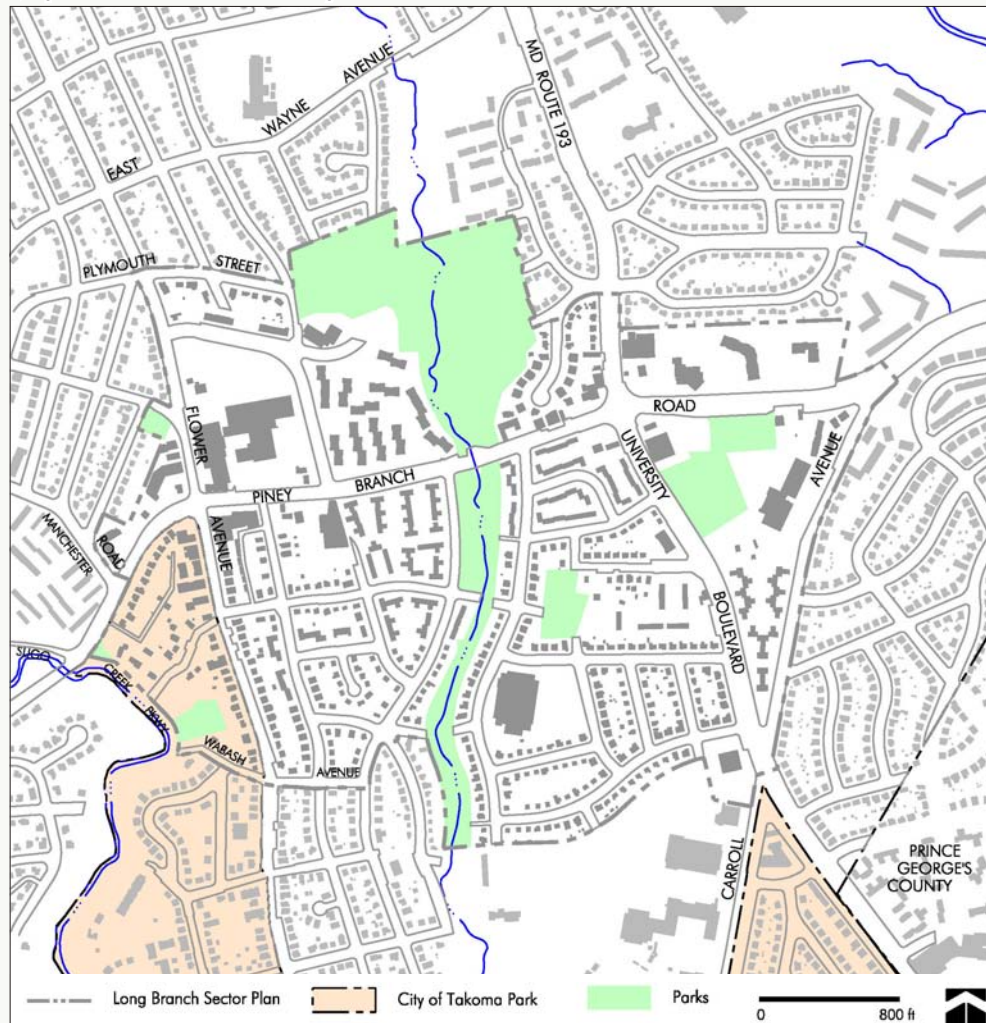 EAST WAYNE AVENUE
MD ROUTE 193
PLYMOUTH STREET
FLOWER AVENUE
PINEY BRANCH ROAD
UNIVERSITY BOULEVARD
AVENUE
MANCHESTER
ROAD
CREEK PKWY
WABASH AVENUE
CARROLL
PRINCE
GEORGE'S
COUNTY
Long Branch Sector Plan
City of Takoma Park
Parks
0 800 ft